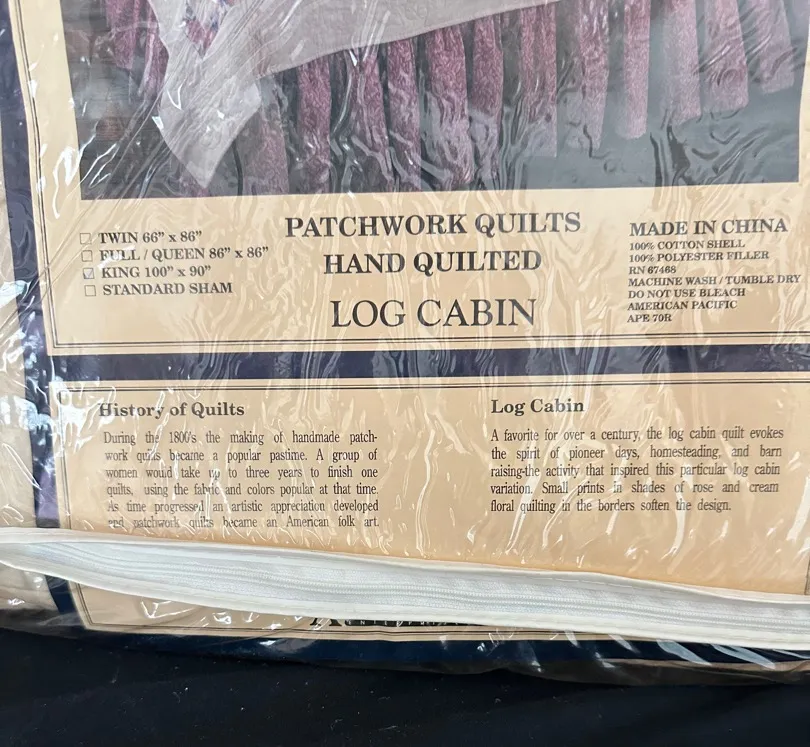 ☐ TWIN 66” x 86”
☐ FULL / QUEEN 86” x 86”
☑ KING 100” x 90”
☐ STANDARD SHAM
PATCHWORK QUILTS
HAND QUILTED
LOG CABIN
MADE IN CHINA
100% COTTON SHELL
100% POLYESTER FILLER
RN 67468
MACHINE WASH / TUMBLE DRY
DO NOT USE BLEACH
AMERICAN PACIFIC
APE 70R
History of Quilts
During the 1800's the making of handmade patch-
work quilts became a popular pastime. A group of
women would take up to three years to finish one
quilts, using the fabric and colors popular at that time.
As time progressed an artistic appreciation developed
and patchwork quilts became an American folk art.
Log Cabin
A favorite for over a century, the log cabin quilt evokes
the spirit of pioneer days, homesteading, and barn
raising-the activity that inspired this particular log cabin
variation. Small prints in shades of rose and cream
floral quilting in the borders soften the design.